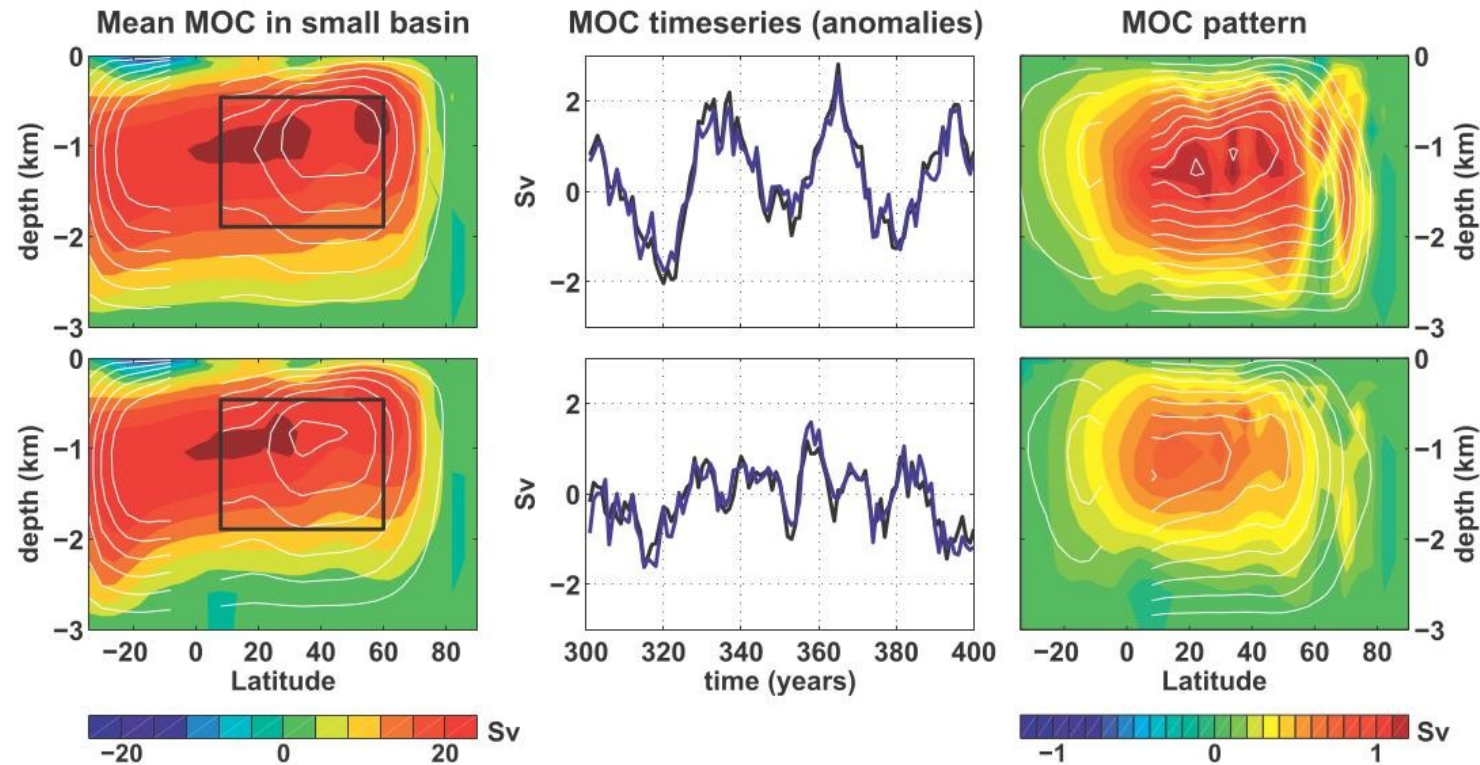 Mean MOC in small basin
MOC timeseries (anomalies)
MOC pattern
0
−1
−2
−3
depth (km)
2
0
−2
Sv
0
−1
−2
−3
depth (km)
0
−1
−2
−3
depth (km)
2
0
−2
Sv
0
−1
−2
−3
depth (km)
−20 0 20 40 60 80
Latitude
300 320 340 360 380 400
time (years)
−20 0 20 40 60 80
Latitude
−20 0 20 Sv
−1 0 1 Sv